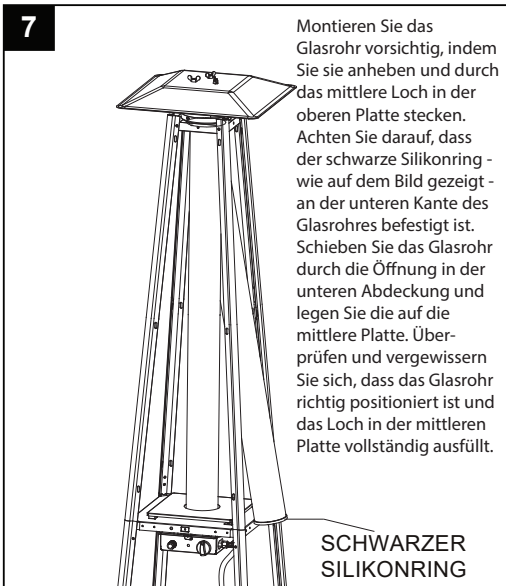 7
Montieren Sie das
Glasrohr vorsichtig, indem
Sie sie anheben und durch
das mittlere Loch in der
oberen Platte stecken.
Achten Sie darauf, dass
der schwarze Silikonring -
wie auf dem Bild gezeigt -
an der unteren Kante des
Glasrohres befestigt ist.
Schieben Sie das Glasrohr
durch die Öffnung in der
unteren Abdeckung und
legen Sie die auf die
mittlere Platte. Über-
prüfen und vergewissern
Sie sich, dass das Glasrohr
richtig positioniert ist und
das Loch in der mittleren
Platte vollständig ausfüllt.
SCHWARZER
SILIKONRING